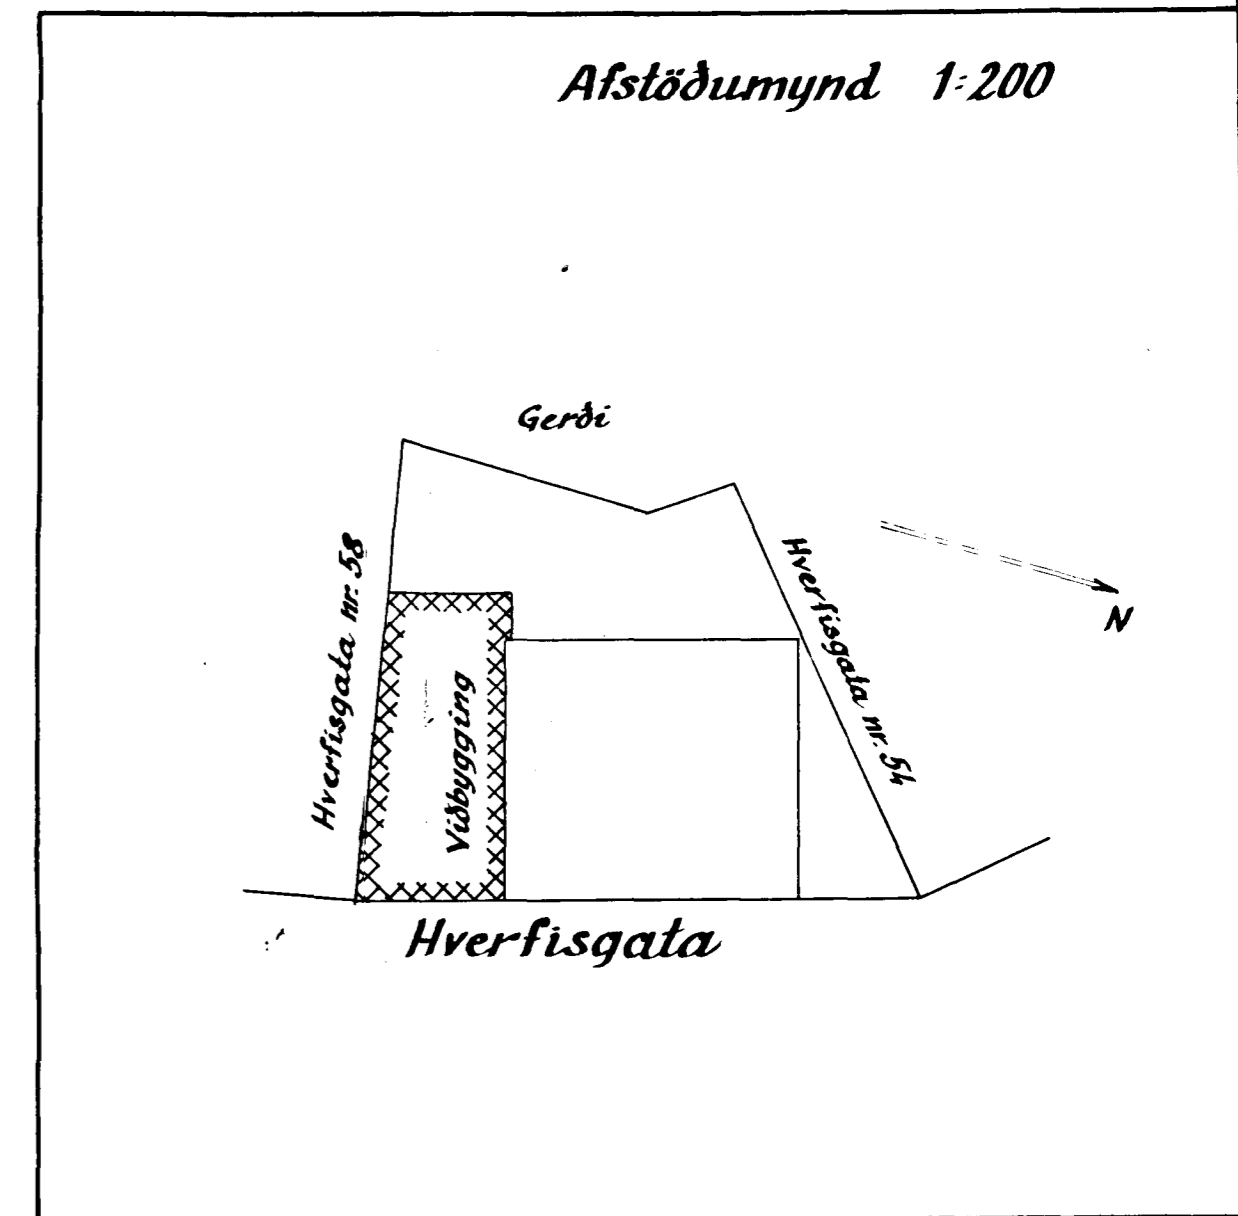 Afstöðumynd 1:200
Gerði
Hverfisgata nr. 58
Viðbygging
Hverfisgata nr. 54
N
Hverfisgata